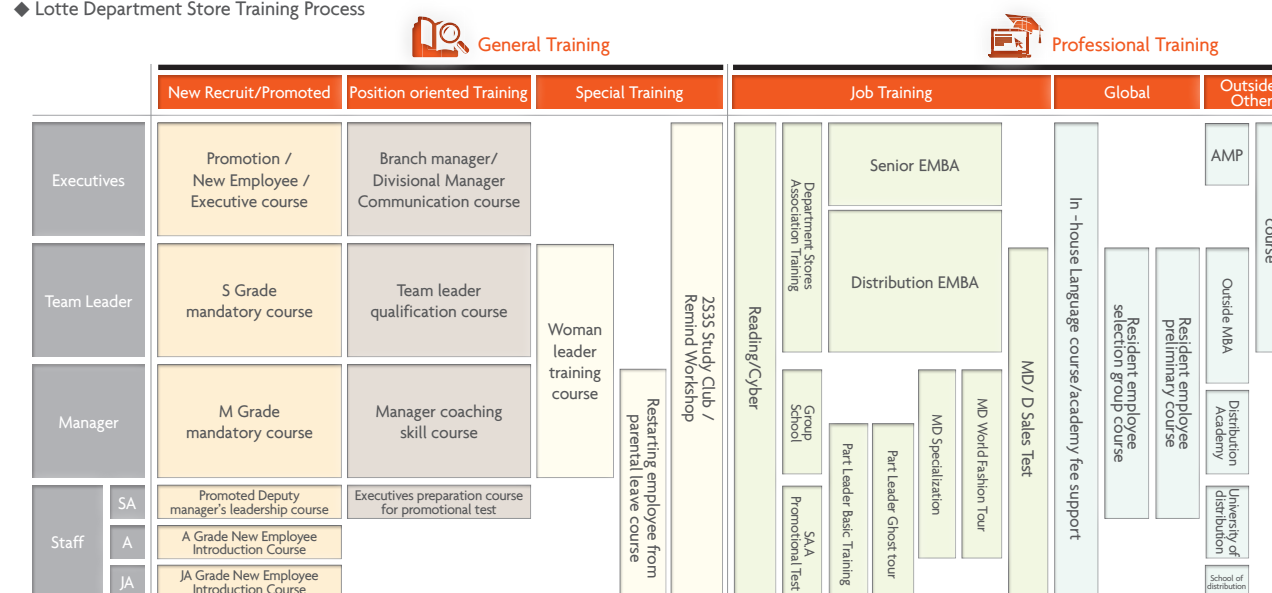 ◆ Lotte Department Store Training Process
General Training
Professional Training
New Recruit/Promoted
Position oriented Training
Special Training
Job Training
Global
Outside
Other
Executives
Promotion /
New Employee /
Executive course
Branch manager/
Divisional Manager
Communication course
Team Leader
S Grade
mandatory course
Team leader
qualification course
Manager
M Grade
mandatory course
Manager coaching
skill course
Staff
SA
Promoted Deputy
manager's leadership course
Executives preparation course
for promotional test
A
A Grade New Employee
Introduction Course
JA
JA Grade New Employee
Introduction Course
Woman
leader
training
course
Restarting employee from
parental leave course
2S3S Study Club /
Remind Workshop
Reading/Cyber
Department Stores
Association Training
Group
School
SA,A
Promotional Test
Senior EMBA
Distribution EMBA
Part Leader Basic Training
Part Leader Ghost tour
MD Specialization
MD World Fashion Tour
MD/ D Sales Test
In -house Language course/academy fee support
Resident employee
selection group course
Resident employee
preliminary course
AMP
Outside MBA
Distribution
Academy
University of
distribution
School of
distribution
course